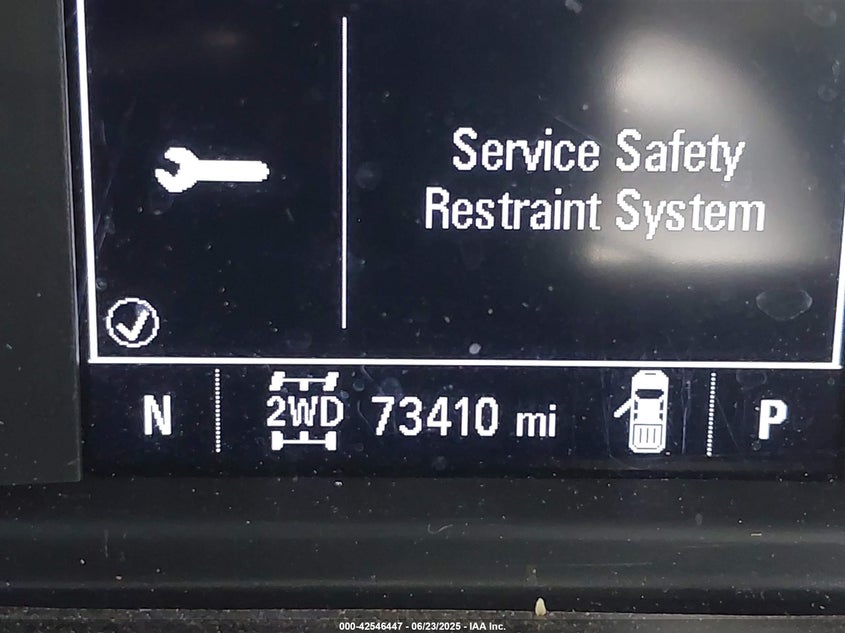 Service Safety
Restraint System
N 2WD 73410 mi P
000-42546447 - 06/23/2025 - IAA Inc.